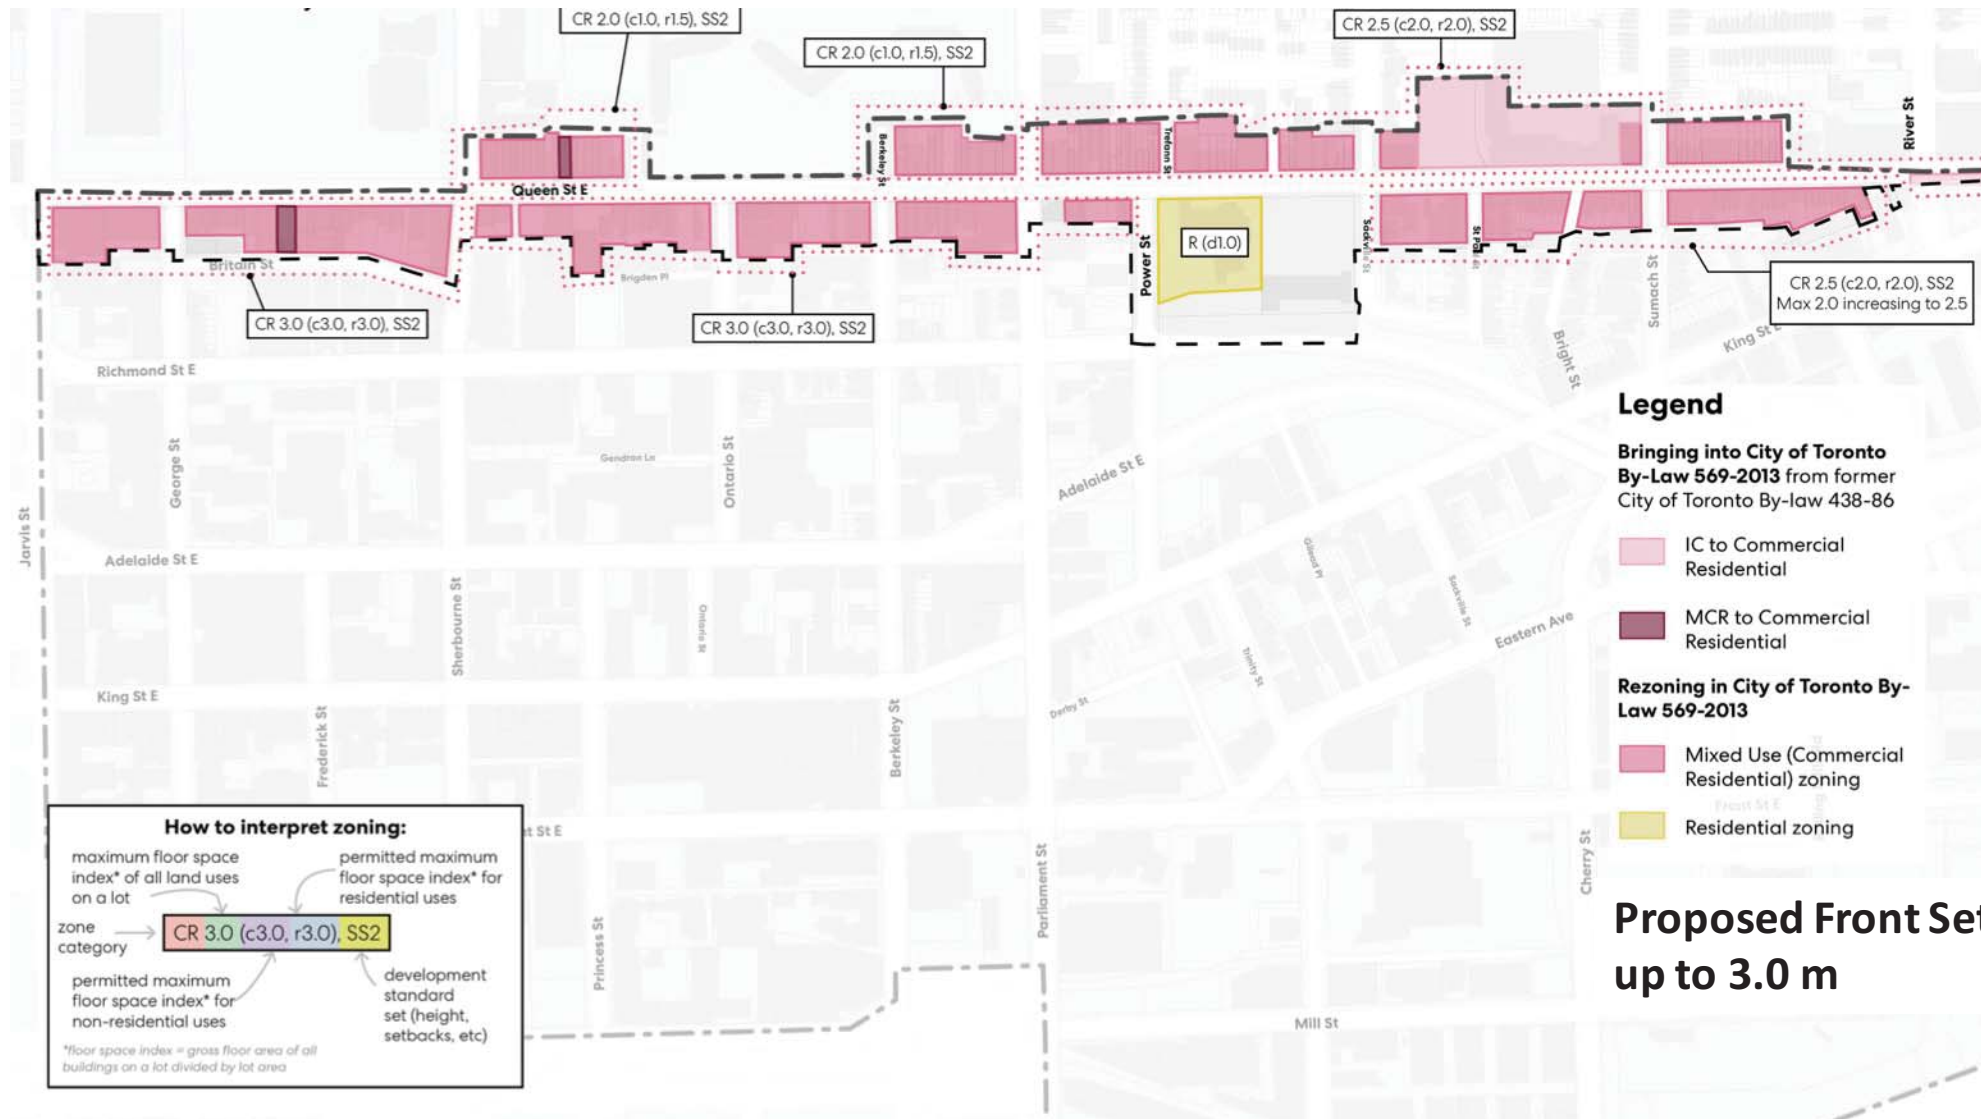 CR 2.0 (c1.0, r1.5), SS2
CR 2.0 (c1.0, r1.5), SS2
CR 2.5 (c2.0, r2.0), SS2
River St
Berkeley St
Trefann St
Queen St E
Power St
R (d1.0)
Sackville St
Britain St
Brigden Pl
Sumach St
CR 3.0 (c3.0, r3.0), SS2
CR 3.0 (c3.0, r3.0), SS2
CR 2.5 (c2.0, r2.0), SS2
Max 2.0 increasing to 2.5
King St E
Bright St
Richmond St E
Jarvis St
George St
Gendron Ln
Ontario St
Adelaide St E
Adelaide St E
Sherbourne St
Ontario St
Gilead Pl
Sackville St
Trinity St
Eastern Ave
King St E
Frederick St
Berkeley St
Derby St
Parliament St
Cherry St
Princess St
Mill St
Front St E
t St E
Legend
Bringing into City of Toronto
By-Law 569-2013 from former
City of Toronto By-law 438-86
IC to Commercial
Residential
MCR to Commercial
Residential
Rezoning in City of Toronto By-
Law 569-2013
Mixed Use (Commercial
Residential) zoning
Residential zoning
Proposed Front Set
up to 3.0 m
How to interpret zoning:
maximum floor space
index* of all land uses
on a lot
permitted maximum
floor space index* for
residential uses
zone
category
CR 3.0 (c3.0, r3.0), SS2
permitted maximum
floor space index* for
non-residential uses
development
standard
set (height,
setbacks, etc)
*floor space index = gross floor area of all
buildings on a lot divided by lot area